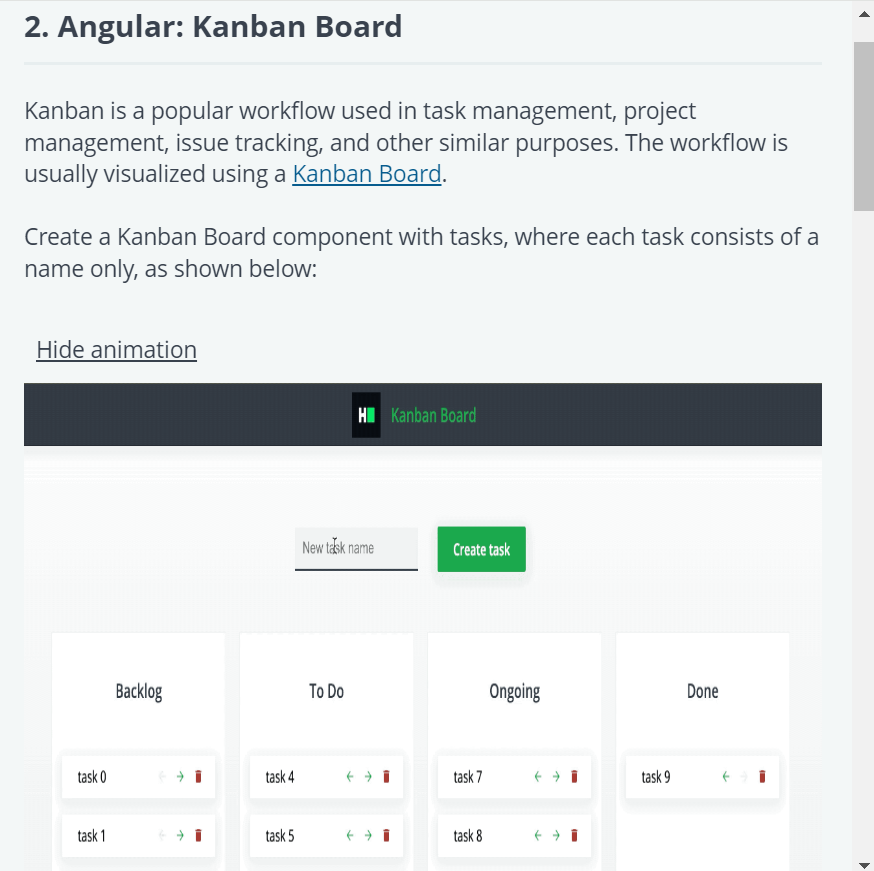 2. Angular: Kanban Board
Kanban is a popular workflow used in task management, project
management, issue tracking, and other similar purposes. The workflow is
usually visualized using a Kanban Board.
Create a Kanban Board component with tasks, where each task consists of a
name only, as shown below:
Hide animation
H Kanban Board
New task name
Create task
Backlog To Do Ongoing Done
task 0 task 4 task 7 task 9
task 1 task 5 task 8